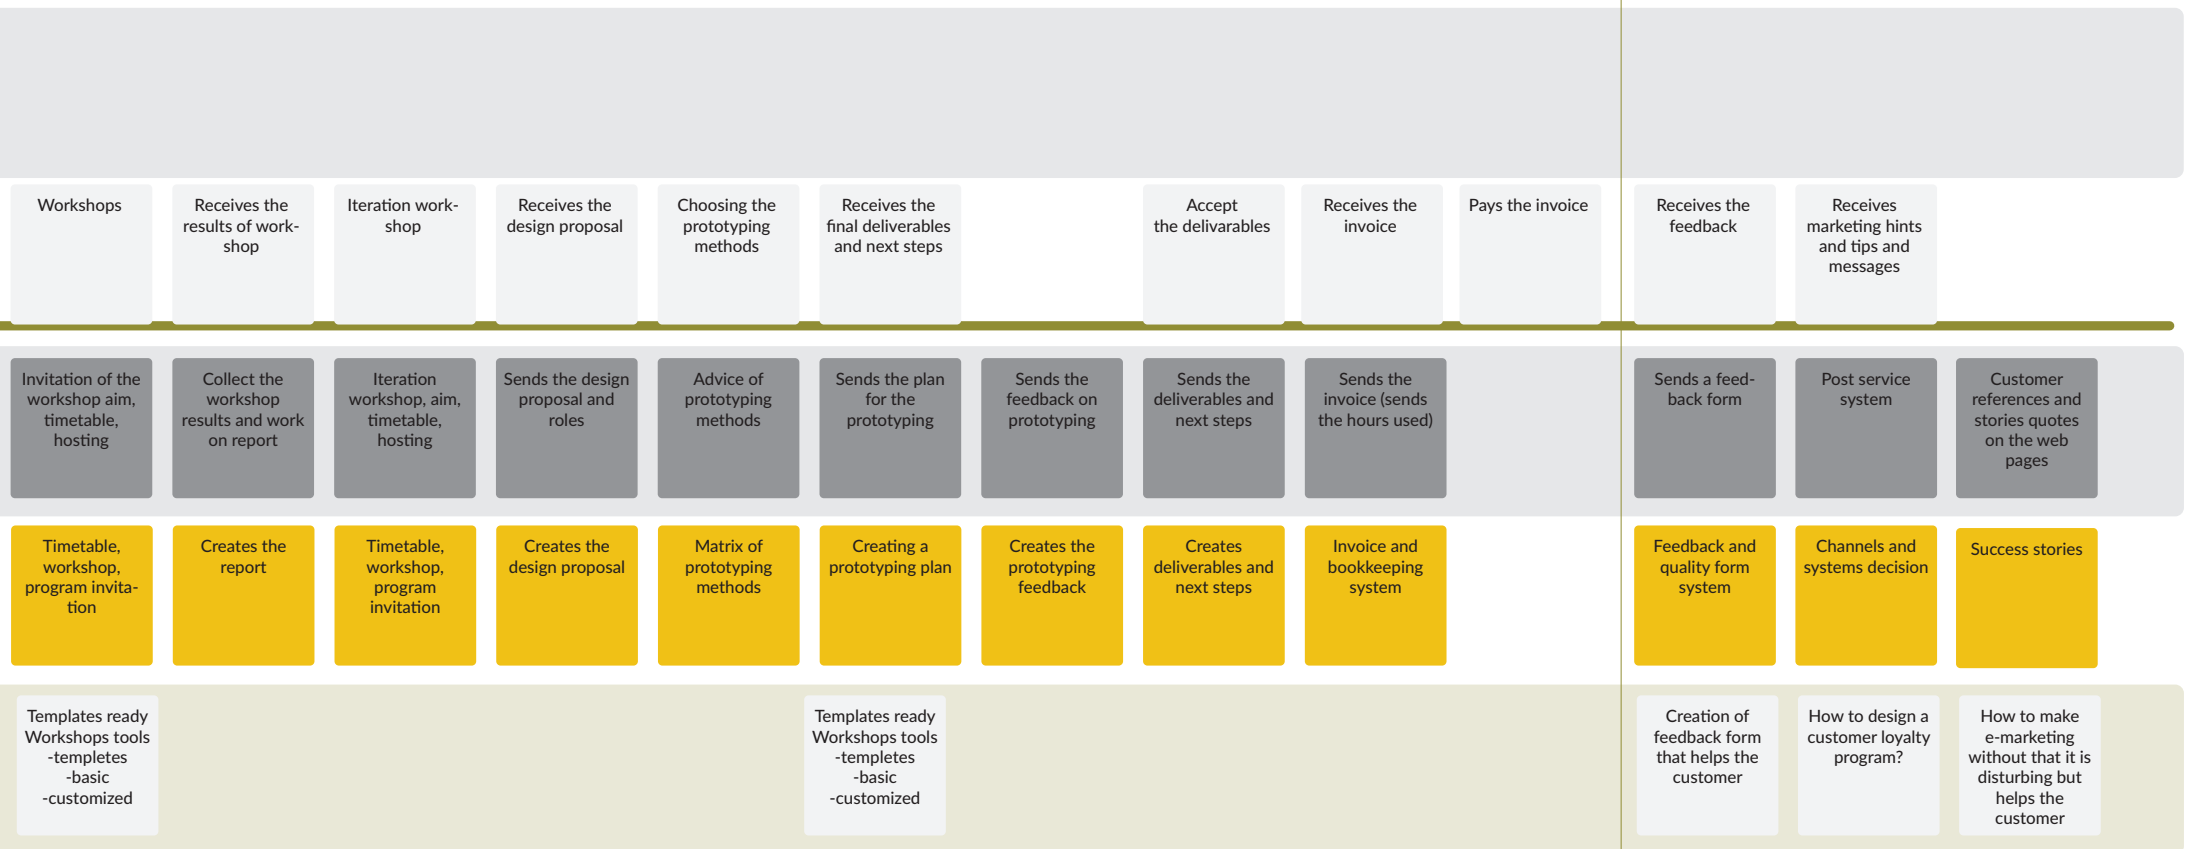 Workshops
Receives the
results of work-
shop
Iteration work-
shop
Receives the
design proposal
Choosing the
prototyping
methods
Receives the
final deliverables
and next steps
Accept
the delivarables
Receives the
invoice
Pays the invoice
Receives the
feedback
Receives
marketing hints
and tips and
messages
Invitation of the
workshop aim,
timetable,
hosting
Collect the
workshop
results and work
on report
Iteration
workshop, aim,
timetable,
hosting
Sends the design
proposal and
roles
Advice of
prototyping
methods
Sends the plan
for the
prototyping
Sends the
feedback on
prototyping
Sends the
deliverables and
next steps
Sends the
invoice (sends
the hours used)
Sends a feed-
back form
Post service
system
Customer
references and
stories quotes
on the web
pages
Timetable,
workshop,
program invita-
tion
Creates the
report
Timetable,
workshop,
program
invitation
Creates the
design proposal
Matrix of
prototyping
methods
Creating a
prototyping plan
Creates the
prototyping
feedback
Creates
deliverables and
next steps
Invoice and
bookkeeping
system
Feedback and
quality form
system
Channels and
systems decision
Success stories
Templates ready
Workshops tools
-templetes
-basic
-customized
Templates ready
Workshops tools
-templetes
-basic
-customized
Creation of
feedback form
that helps the
customer
How to design a
customer loyalty
program?
How to make
e-marketing
without that it is
disturbing but
helps the
customer